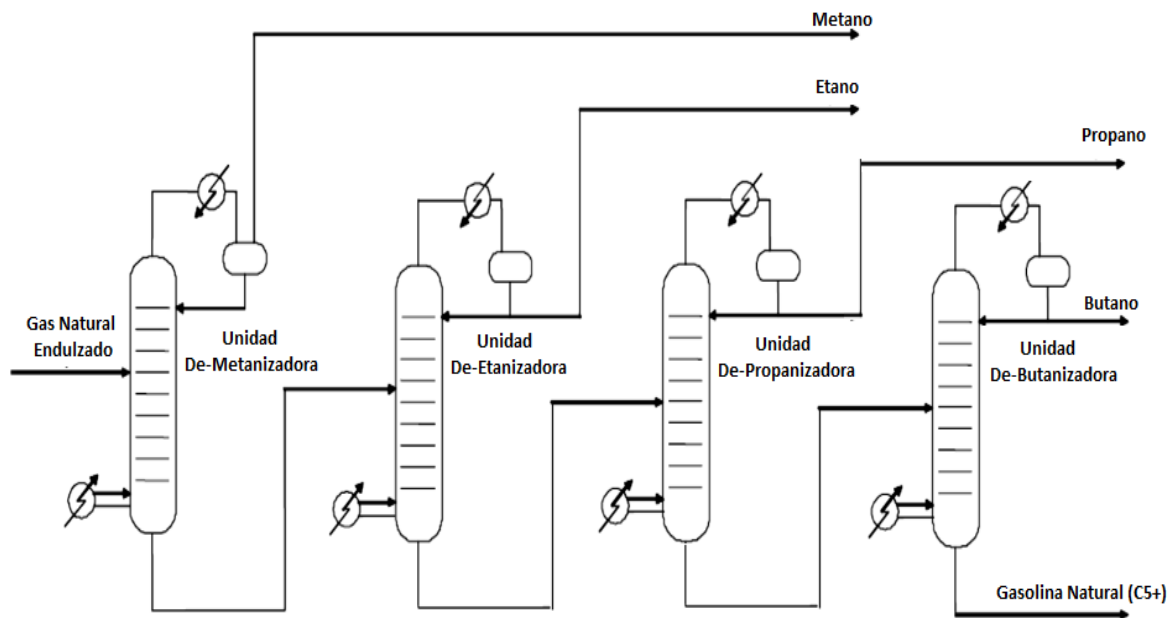 Metano
Etano
Propano
Gas Natural
Endulzado
Unidad
De-Metanizadora
Unidad
De-Etanizadora
Unidad
De-Propanizadora
Butano
Unidad
De-Butanizadora
Gasolina Natural (C5+)